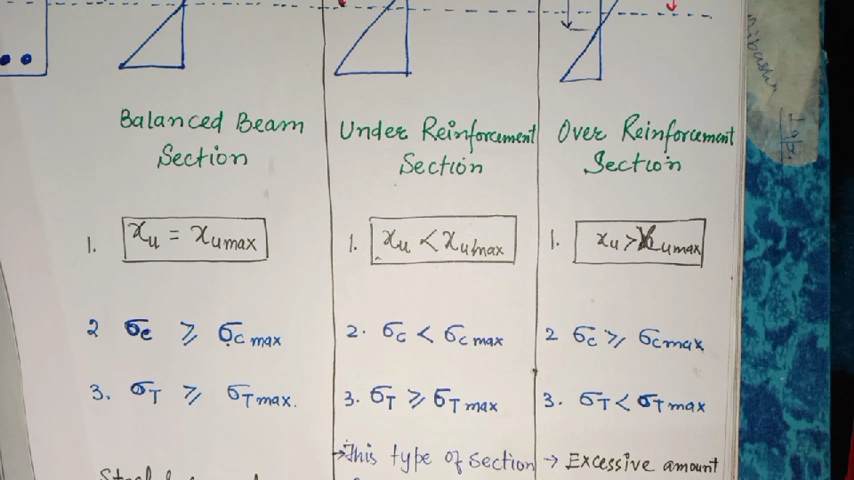 Balanced Beam
Section
1. xu = xumax
2 σc ⩾ σc max
3. σT ⩾ σT max.
Under Reinforcement
Section
1. xu < xumax
2. σc < σc max
3. σT ⩾ σT max
→This type of Section
Over Reinforcement
Section
1. xu > xumax
2 σc ⩾ σcmax
3. σT < σT max
→ Excessive amount